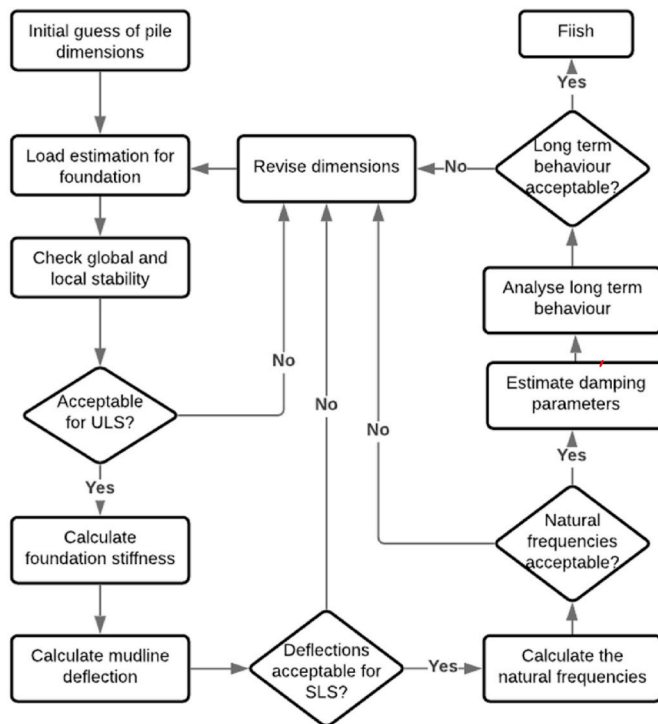 Initial guess of pile
dimensions
Load estimation for
foundation
Check global and
local stability
Acceptable
for ULS?
No
Yes
Calculate
foundation stiffness
Calculate mudline
deflection
Deflections
acceptable for
SLS?
No
Yes
Calculate the
natural frequencies
Natural
frequencies
acceptable?
No
Yes
Estimate damping
parameters
Analyse long term
behaviour
Long term
behaviour
acceptable?
No
Revise dimensions
Yes
Fiish